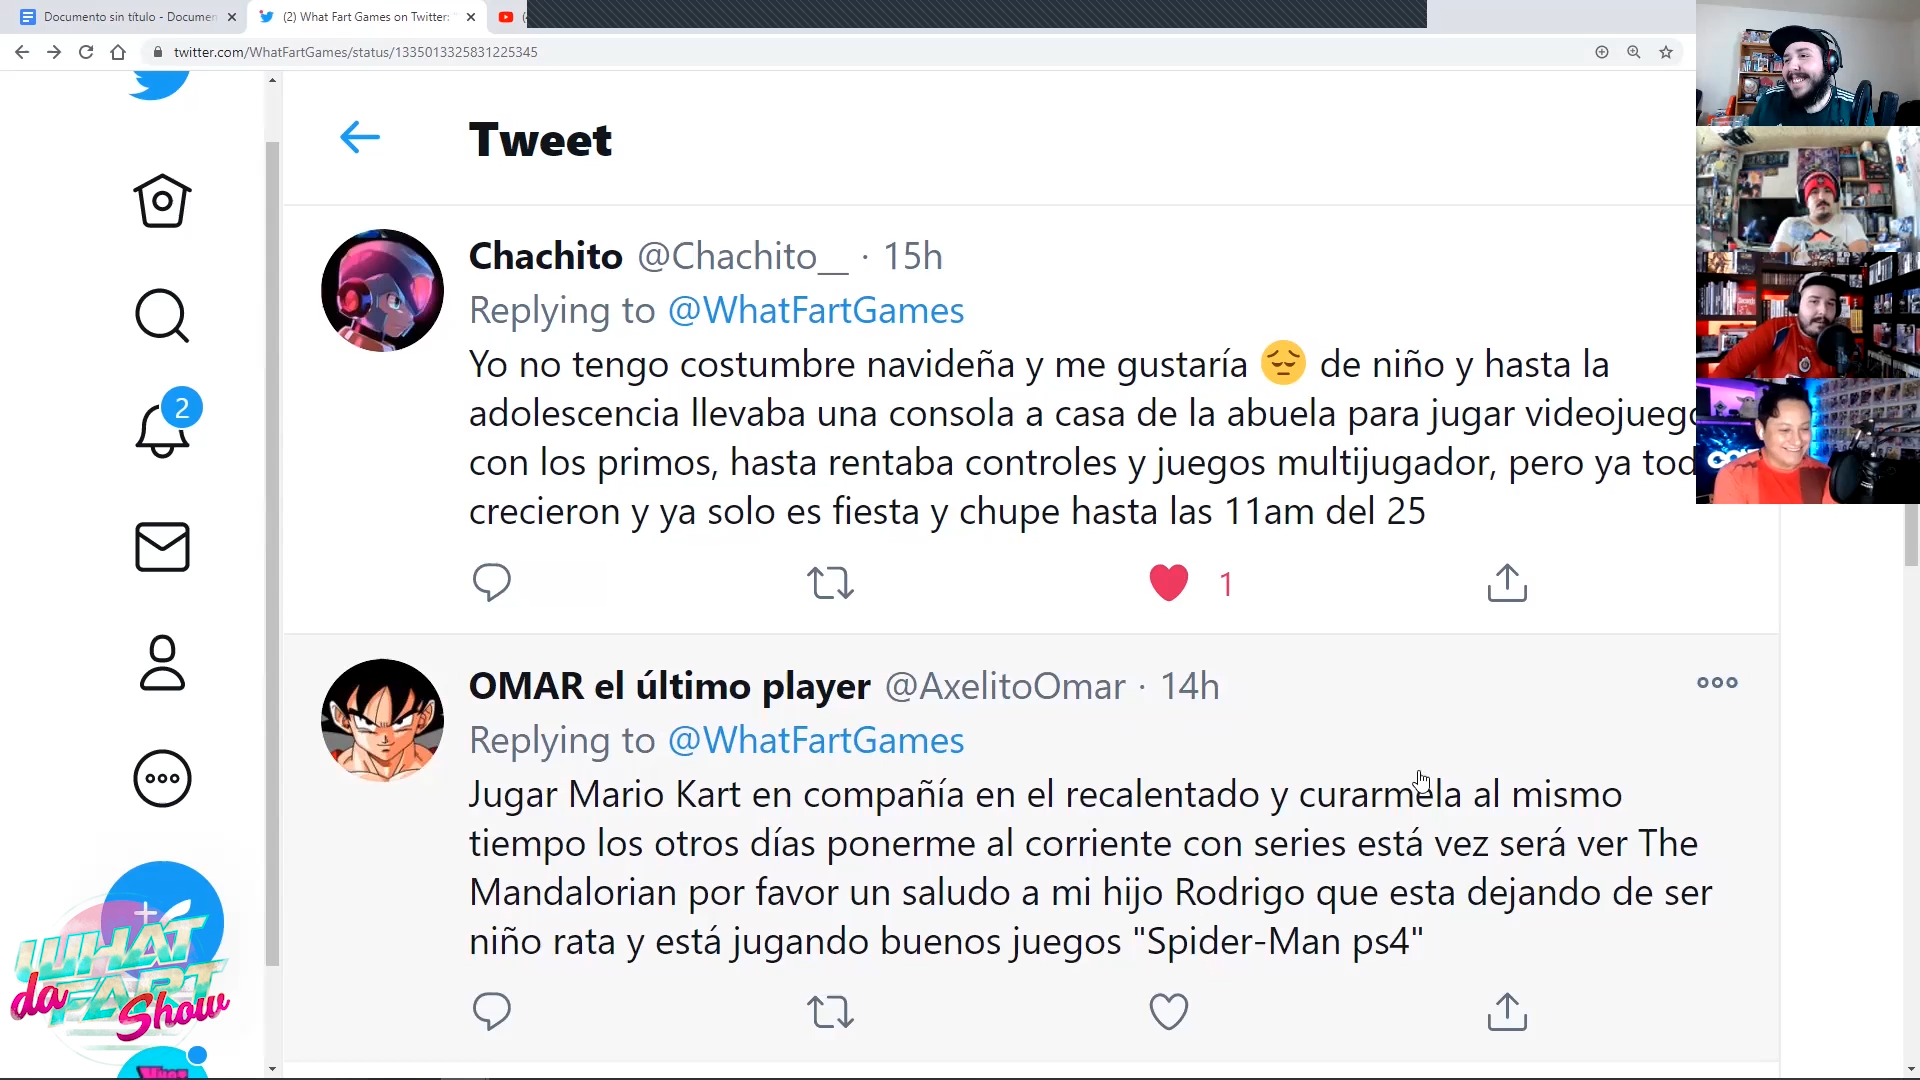 Documento sin título - Documen
(2) What Fart Games on Twitter: "
twitter.com/WhatFartGames/status/1335013325831225345
Tweet
Chachito @Chachito__ · 15h
Replying to @WhatFartGames
Yo no tengo costumbre navideña y me gustaría 😔 de niño y hasta la
adolescencia llevaba una consola a casa de la abuela para jugar videojuego
con los primos, hasta rentaba controles y juegos multijugador, pero ya tod
crecieron y ya solo es fiesta y chupe hasta las 11am del 25
1
OMAR el último player @AxelitoOmar · 14h
Replying to @WhatFartGames
Jugar Mario Kart en compañía en el recalentado y curarmela al mismo
tiempo los otros días ponerme al corriente con series está vez será ver The
Mandalorian por favor un saludo a mi hijo Rodrigo que esta dejando de ser
niño rata y está jugando buenos juegos "Spider-Man ps4"
2
WHAT
da FART
Show